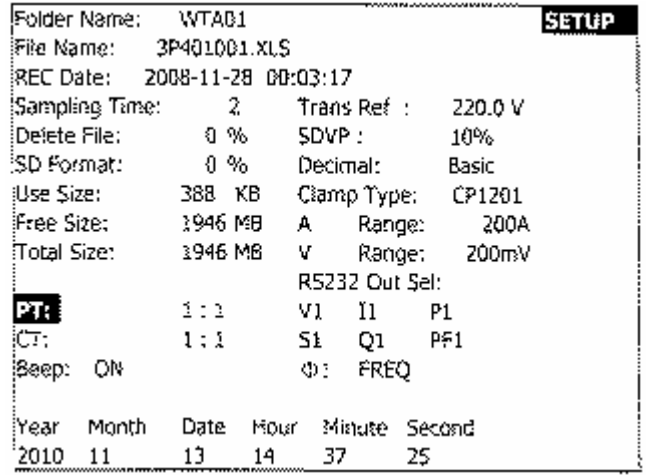 Folder Name: WTA01 SETUP
File Name: 3P401001.XLS
REC Date: 2008-11-28 00:03:17
Sampling Time: 2 Trans Ref : 220.0 V
Delete File: 0 % SDVP : 10%
SD Format: 0 % Decimal: Basic
Use Size: 388 KB Clamp Type: CP1201
Free Size: 1946 MB A Range: 200A
Total Size: 1946 MB V Range: 200mV
RS232 Out Sel:
PT: 1 : 1 V1 I1 P1
CT: 1 : 1 S1 Q1 PF1
Beep: ON Φ1 FREQ
Year Month Date Hour Minute Second
2010 11 13 14 37 25